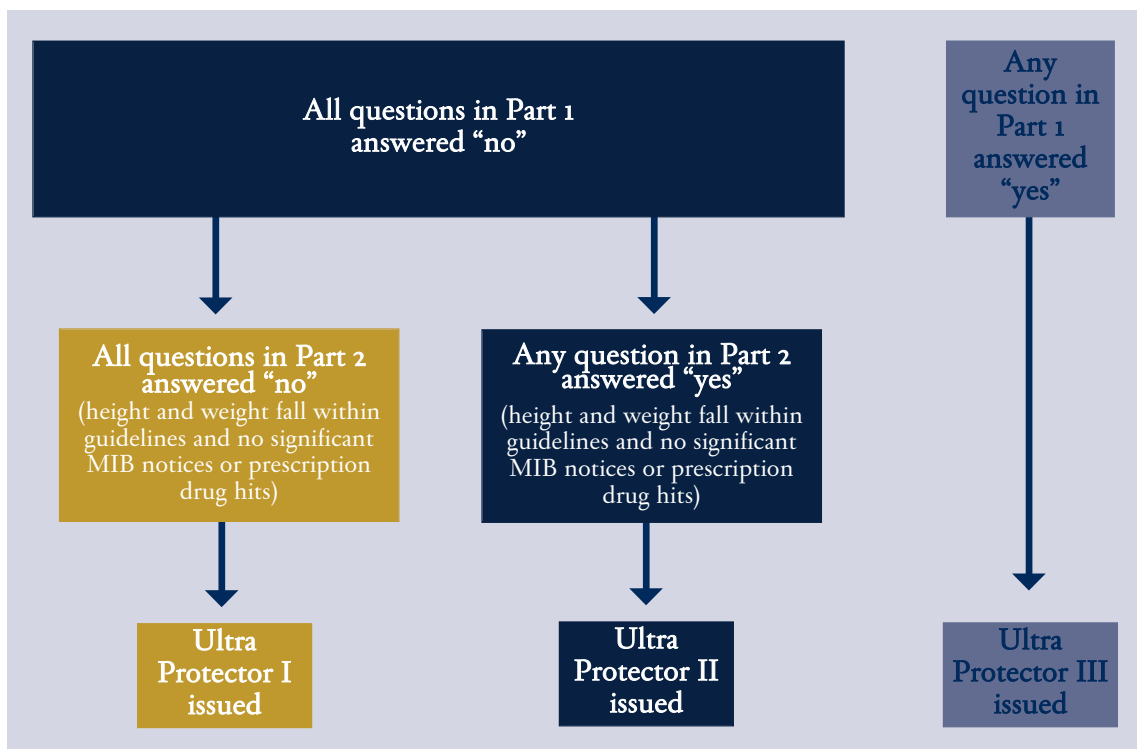 All questions in Part 1
answered “no”
Any
question in
Part 1
answered
“yes”
All questions in Part 2
answered “no”
(height and weight fall within
guidelines and no significant
MIB notices or prescription
drug hits)
Any question in Part 2
answered “yes”
(height and weight fall within
guidelines and no significant
MIB notices or prescription
drug hits)
Ultra
Protector I
issued
Ultra
Protector II
issued
Ultra
Protector III
issued